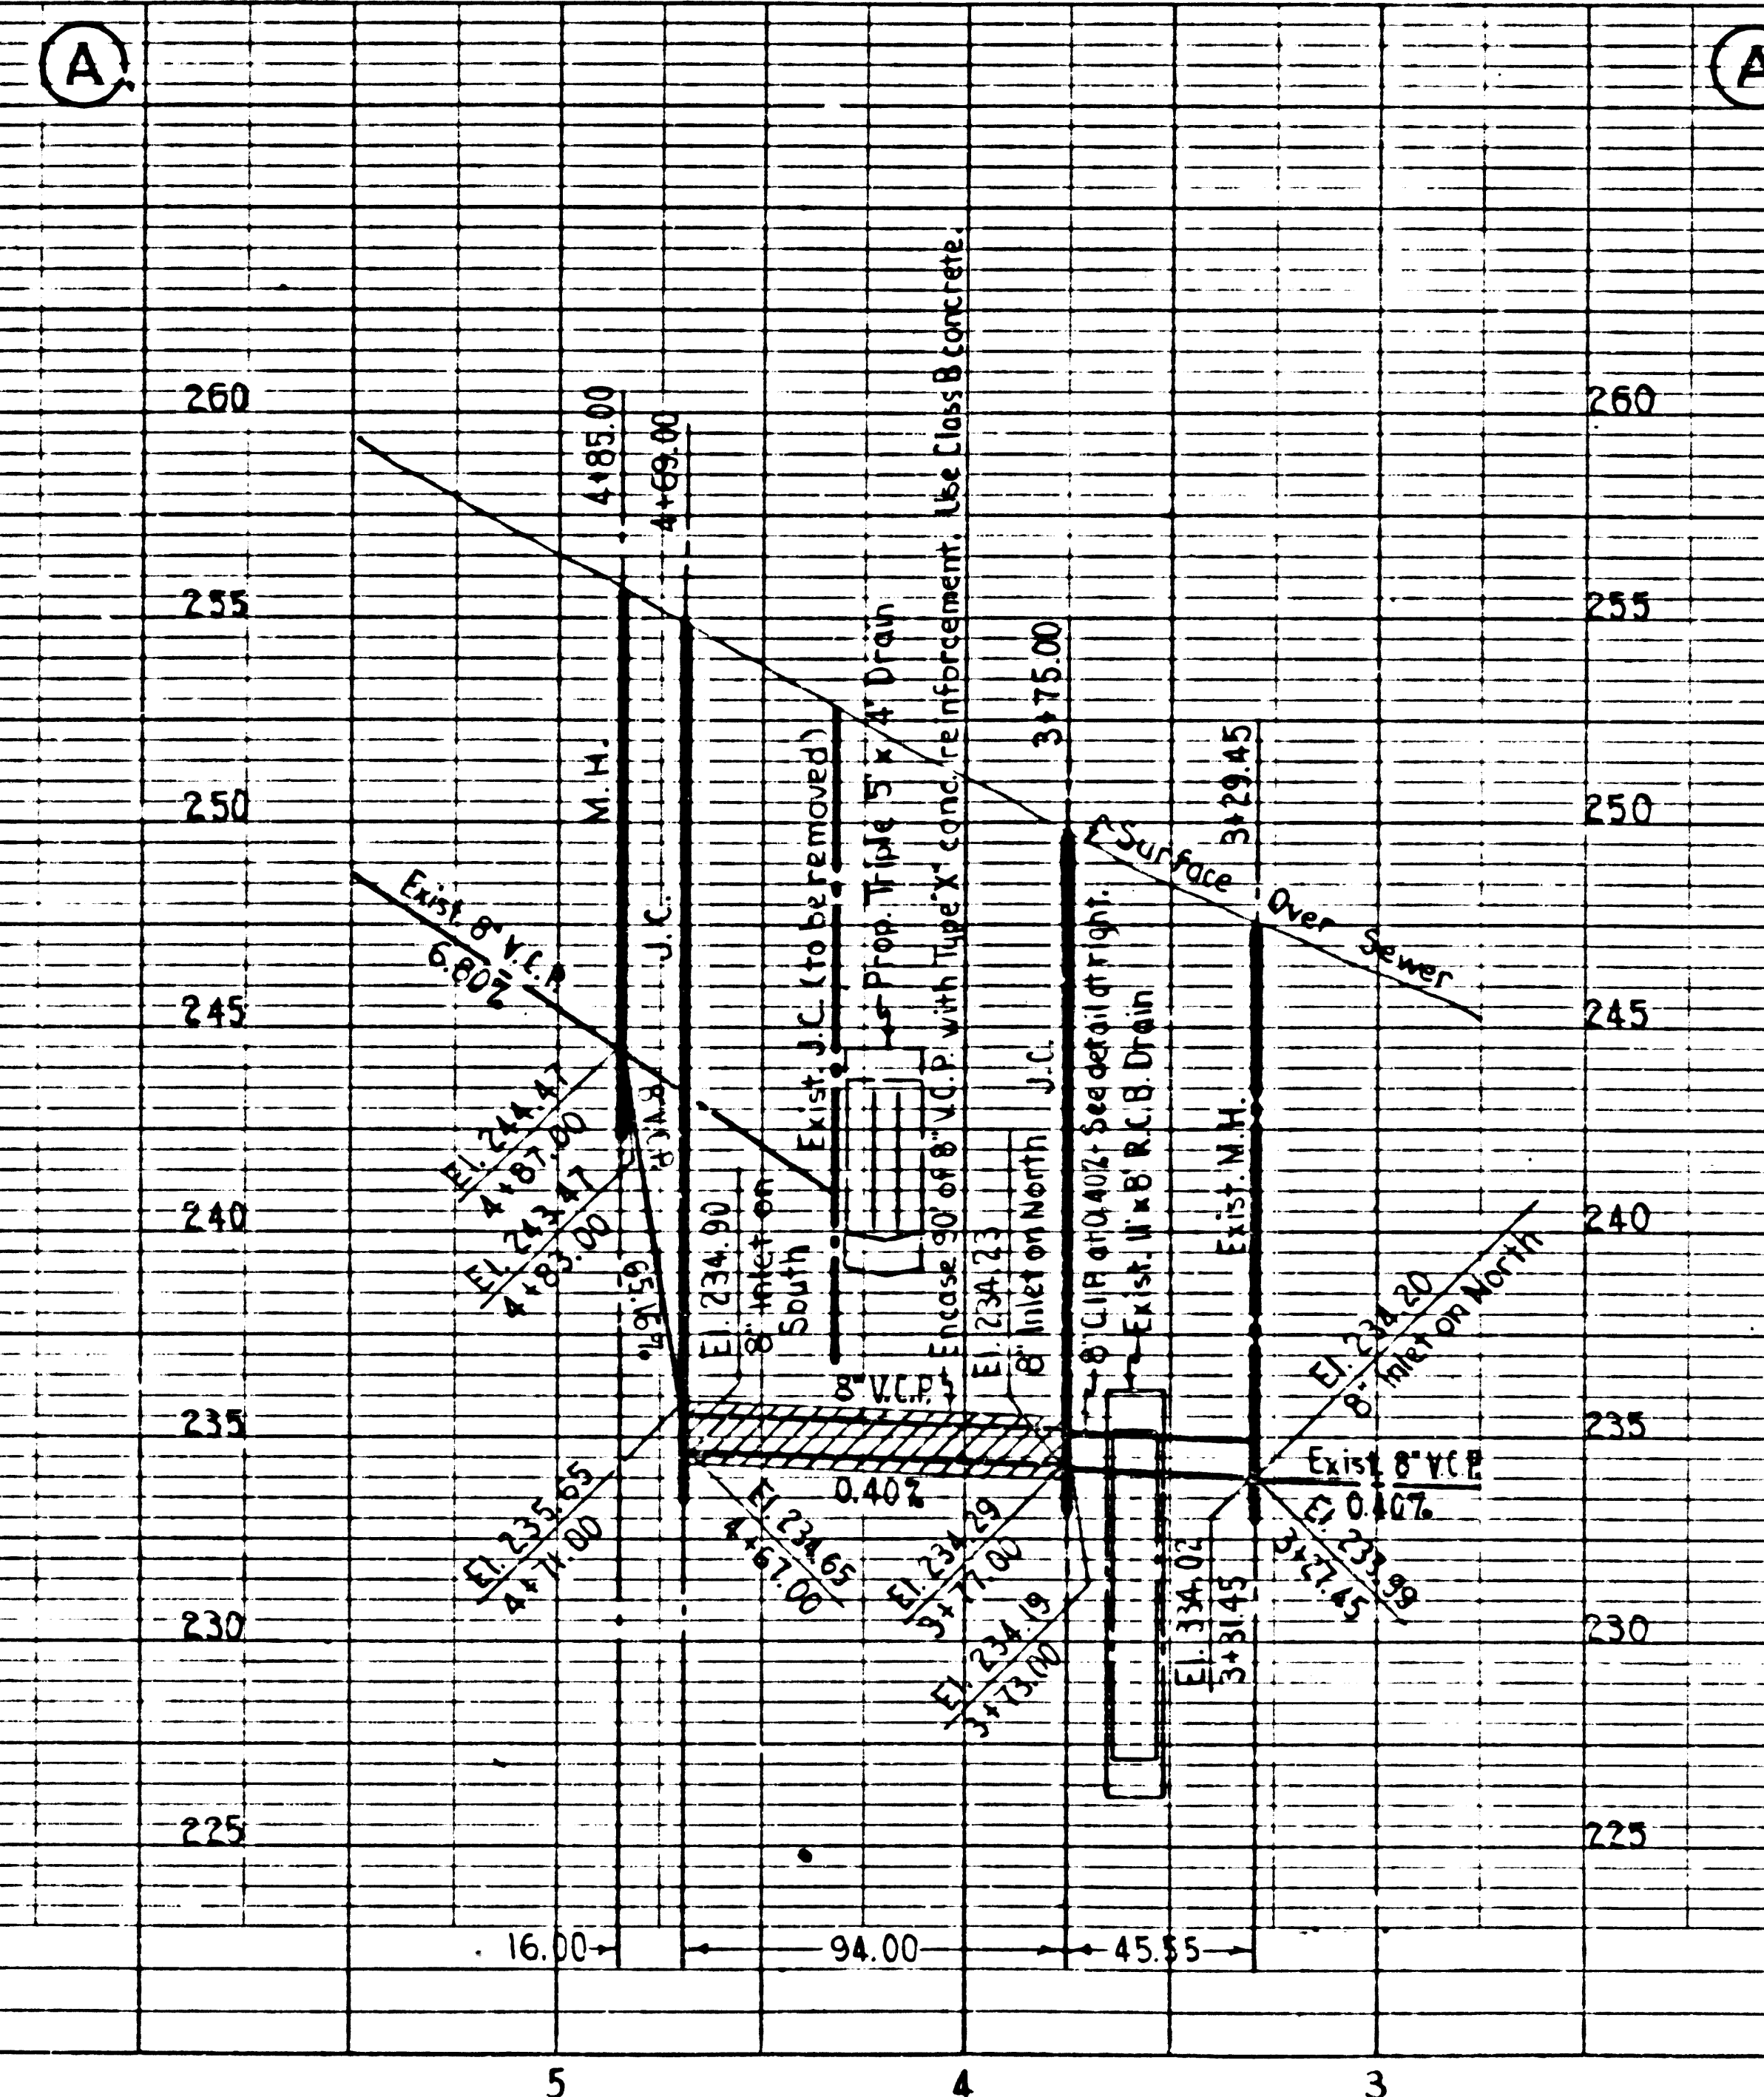 A
A
260
260
255
255
250
250
245
245
240
240
235
235
230
230
225
225
4+85.00
4+69.00
3+75.00
3+29.45
M.H.
J.C.
Exist. J.C. (to be removed)
Prop. Triple 5' x 4' Drain
Encase 90' of 8" V.C.P. with Type "X" conc. reinforcement. Use Class B concrete.
J.C.
8" C.I.P. at 0.40% - See detail at right.
Exist. 11' x 8' R.C.B. Drain
Exist. M.H.
Surface Over Sewer
Exist. 8" V.C.P.
6.80%
8" V.C.P.
65.167%
El. 244.47
4+87.00
El. 243.47
4+83.00
El. 234.90
8" Inlet on
South
El. 234.23
8" Inlet on North
8" V.C.P.
0.40%
El. 234.20
8" Inlet on North
Exist. 8" V.C.P.
0.40%
El. 235.65
4+71.00
El. 234.65
4+67.00
El. 234.29
3+77.00
El. 234.19
3+73.00
El. 334.02
3+31.45
El. 233.99
3+27.45
16.00
94.00
45.55
5
4
3